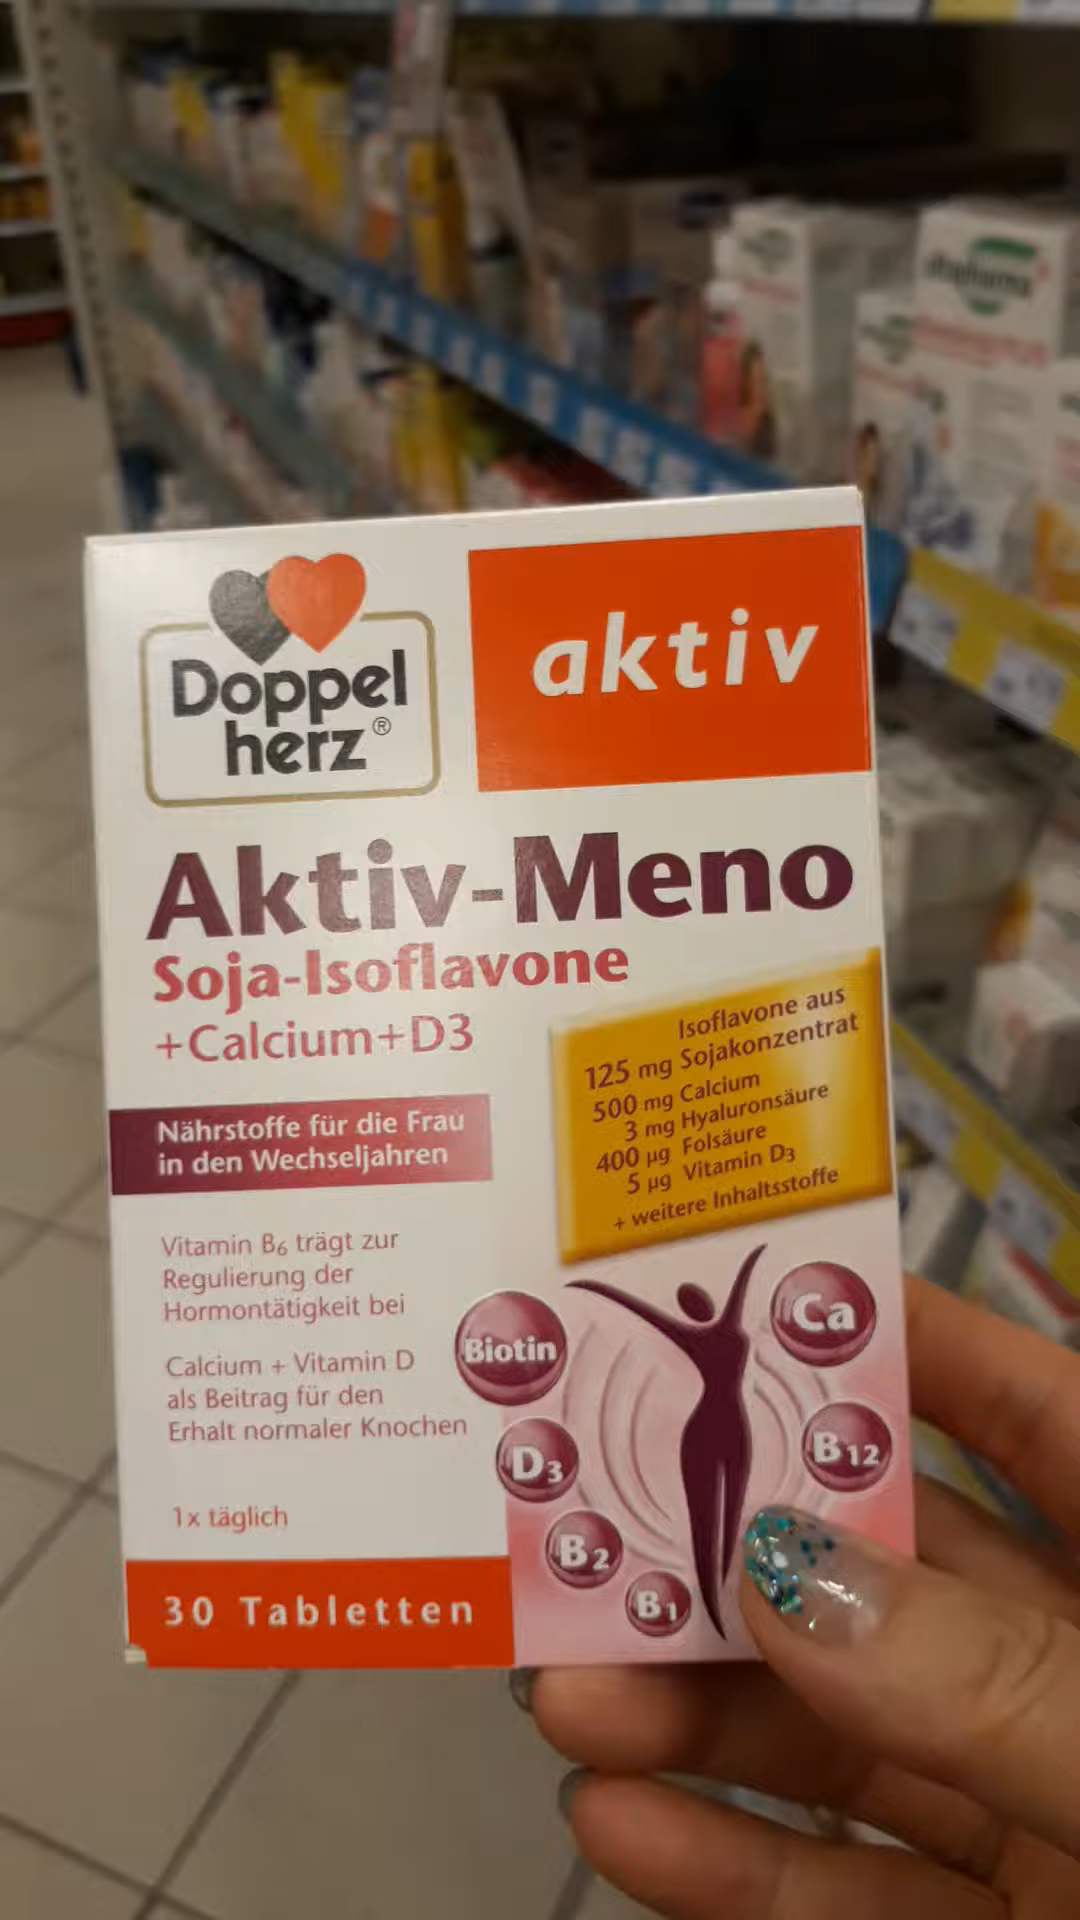 Doppel
herz®
aktiv
Aktiv-Meno
Soja-Isoflavone
+Calcium+D3
Isoflavone aus
125 mg Sojakonzentrat
500 mg Calcium
3 mg Hyaluronsäure
400 µg Folsäure
5 µg Vitamin D3
+ weitere Inhaltsstoffe
Nährstoffe für die Frau
in den Wechseljahren
Vitamin B6 trägt zur
Regulierung der
Hormontätigkeit bei
Calcium + Vitamin D
als Beitrag für den
Erhalt normaler Knochen
1x täglich
30 Tabletten
Biotin
Ca
D3
B12
B2
B1